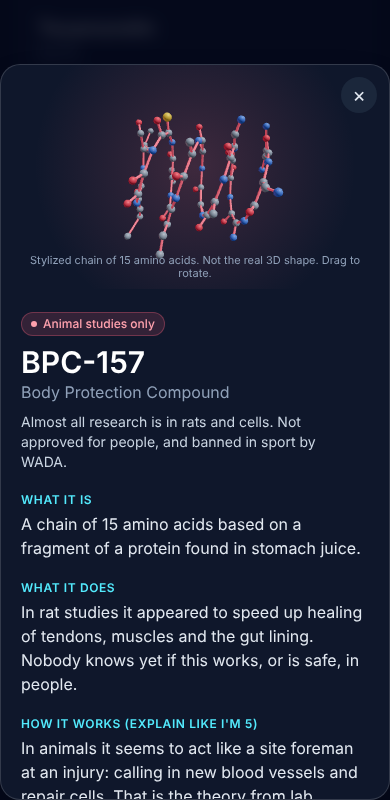 ×
Stylized chain of 15 amino acids. Not the real 3D shape. Drag to
rotate.
Animal studies only
BPC-157
Body Protection Compound
Almost all research is in rats and cells. Not
approved for people, and banned in sport by
WADA.
WHAT IT IS
A chain of 15 amino acids based on a
fragment of a protein found in stomach juice.
WHAT IT DOES
In rat studies it appeared to speed up healing
of tendons, muscles and the gut lining.
Nobody knows yet if this works, or is safe, in
people.
HOW IT WORKS (EXPLAIN LIKE I'M 5)
In animals it seems to act like a site foreman
at an injury: calling in new blood vessels and
repair cells. That is the theory from lab